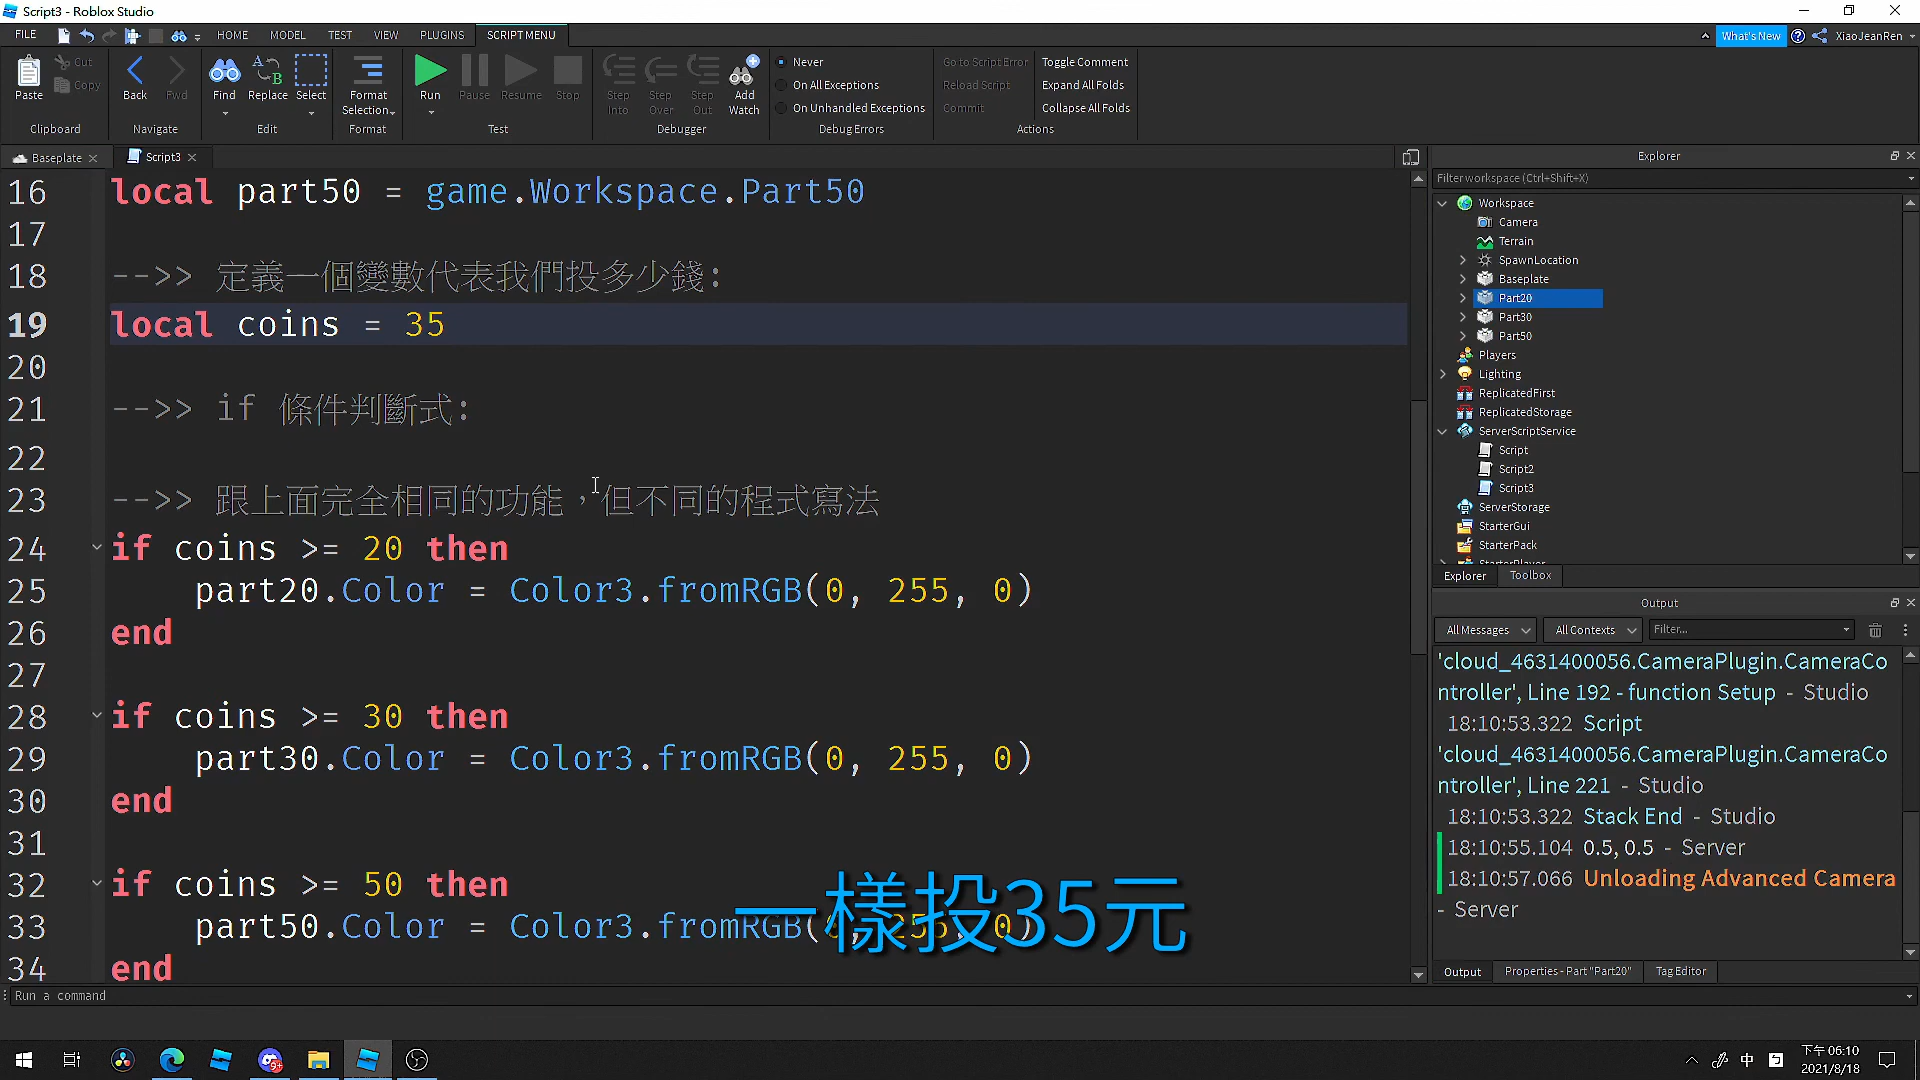 Script3 - Roblox Studio
FILE HOME MODEL TEST VIEW PLUGINS SCRIPT MENU What's New XiaoJeanRen
Paste Cut Copy Back Fwd Find Replace Select Format Selection Run Pause Resume Stop Step Into Step Over Step Out Add Watch
Never
On All Exceptions
On Unhandled Exceptions
Go to Script Error
Reload Script
Commit
Toggle Comment
Expand All Folds
Collapse All Folds
Clipboard Navigate Edit Format Test Debugger Debug Errors Actions
Baseplate Script3
16 local part50 = game.Workspace.Part50
17
18 -->> 定義一個變數代表我們投多少錢:
19 local coins = 35
20
21 -->> if 條件判斷式:
22
23 -->> 跟上面完全相同的功能,但不同的程式寫法
24 if coins >= 20 then
25 part20.Color = Color3.fromRGB(0, 255, 0)
26 end
27
28 if coins >= 30 then
29 part30.Color = Color3.fromRGB(0, 255, 0)
30 end
31
32 if coins >= 50 then
33 part50.Color = Color3.fromRGB(0, 255, 0)
34 end
一樣投35元
Explorer
Filter workspace (Ctrl+Shift+X)
Workspace
Camera
Terrain
SpawnLocation
Baseplate
Part20
Part30
Part50
Players
Lighting
ReplicatedFirst
ReplicatedStorage
ServerScriptService
Script
Script2
Script3
ServerStorage
StarterGui
StarterPack
StarterPlayer
Explorer Toolbox
Output
All Messages All Contexts Filter...
'cloud_4631400056.CameraPlugin.CameraCo
ntroller', Line 192 - function Setup - Studio
18:10:53.322 Script
'cloud_4631400056.CameraPlugin.CameraCo
ntroller', Line 221 - Studio
18:10:53.322 Stack End - Studio
18:10:55.104 0.5, 0.5 - Server
18:10:57.066 Unloading Advanced Camera
- Server
Output Properties - Part "Part20" Tag Editor
Run a command
9+
中
下午 06:10
2021/8/18